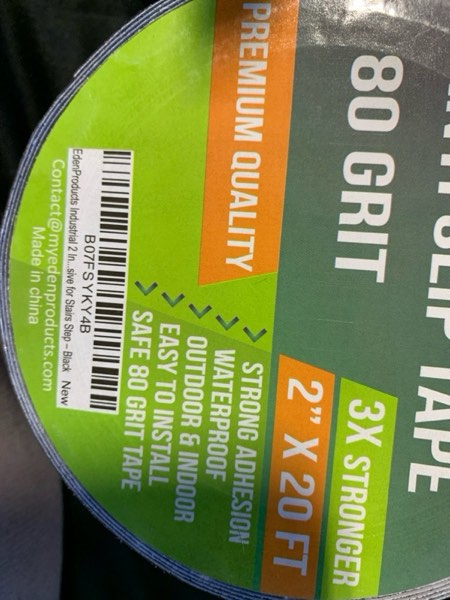 SLIP TAPE
80 GRIT
3X STRONGER
PREMIUM QUALITY
2" X 20 FT
STRONG ADHESION
WATERPROOF
OUTDOOR & INDOOR
EASY TO INSTALL
SAFE 80 GRIT TAPE
B07FSYKY4B
EdenProducts Industrial 2 In...sive for Stairs Step – Black New
Contact@myedenproducts.com
Made in china